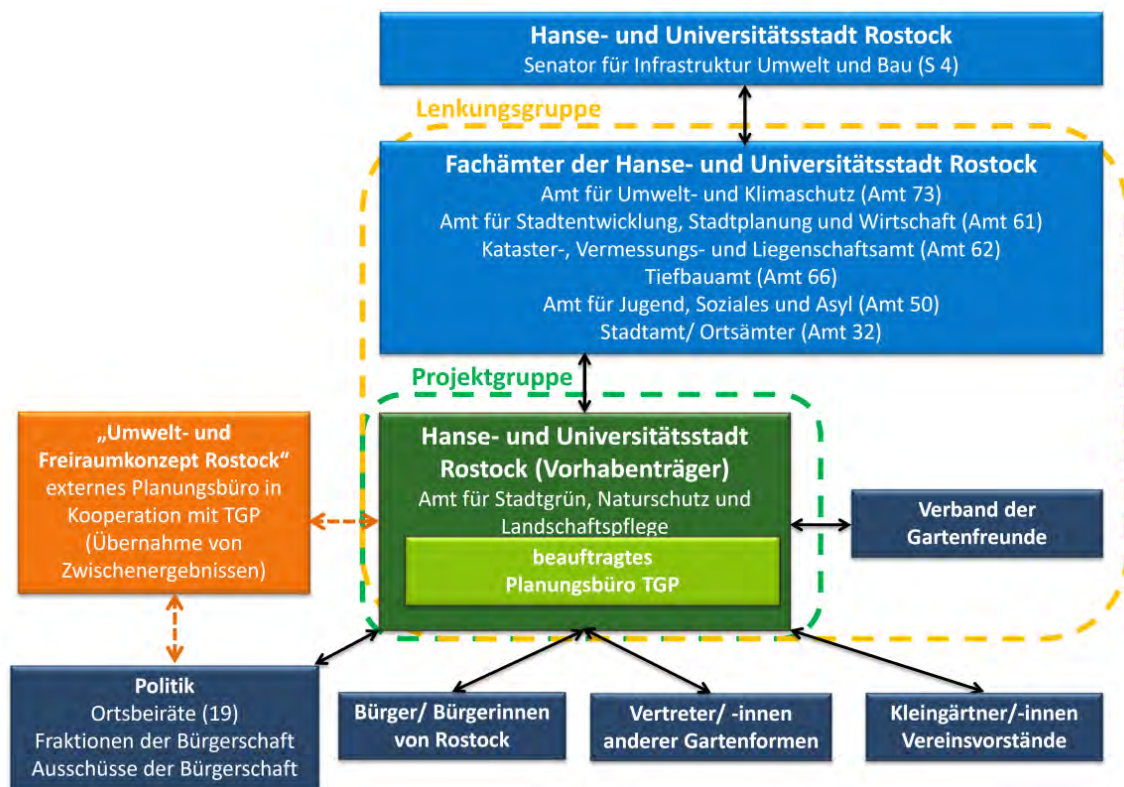 Hanse- und Universitätsstadt Rostock
Senator für Infrastruktur Umwelt und Bau (S 4)
Lenkungsgruppe
Fachämter der Hanse- und Universitätsstadt Rostock
Amt für Umwelt- und Klimaschutz (Amt 73)
Amt für Stadtentwicklung, Stadtplanung und Wirtschaft (Amt 61)
Kataster-, Vermessungs- und Liegenschaftsamt (Amt 62)
Tiefbauamt (Amt 66)
Amt für Jugend, Soziales und Asyl (Amt 50)
Stadtamt/ Ortsämter (Amt 32)
Projektgruppe
Hanse- und Universitätsstadt
Rostock (Vorhabenträger)
Amt für Stadtgrün, Naturschutz und
Landschaftspflege
beauftragtes
Planungsbüro TGP
„Umwelt- und
Freiraumkonzept Rostock“
externes Planungsbüro in
Kooperation mit TGP
(Übernahme von
Zwischenergebnissen)
Verband der
Gartenfreunde
Politik
Ortsbeiräte (19)
Fraktionen der Bürgerschaft
Ausschüsse der Bürgerschaft
Bürger/ Bürgerinnen
von Rostock
Vertreter/ -innen
anderer Gartenformen
Kleingärtner/-innen
Vereinsvorstände